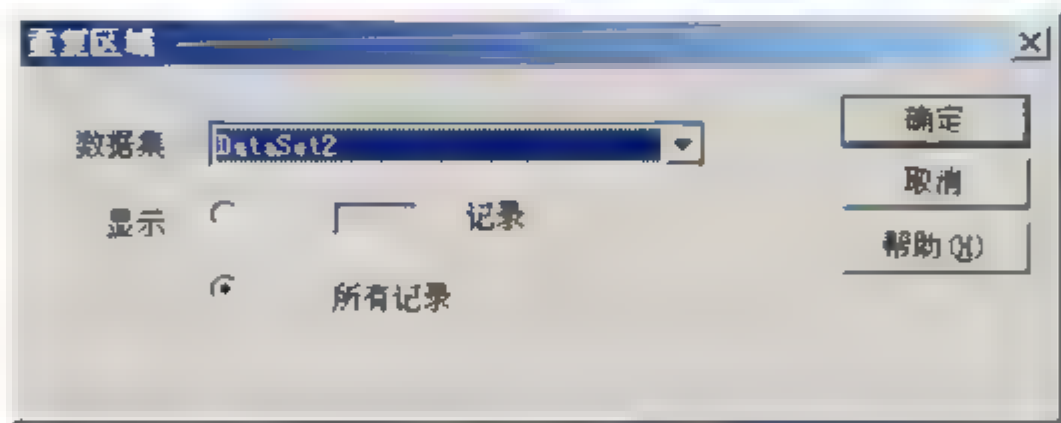 重复区域
数据集 DataSet2
显示 记录
所有记录
确定
取消
帮助(H)